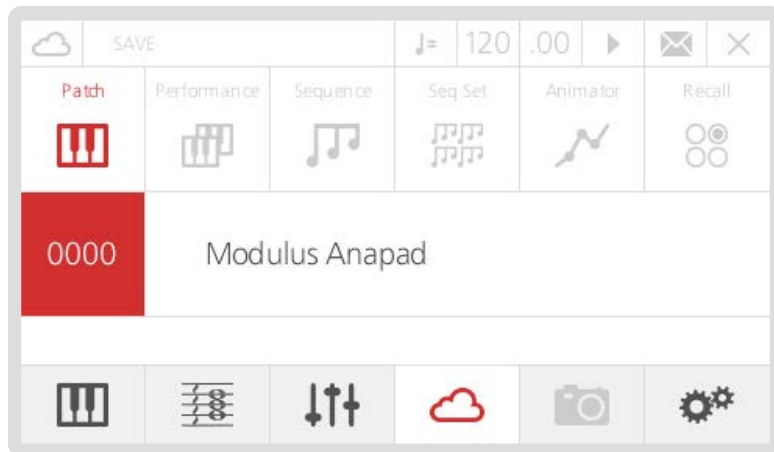 SAVE = 120 .00
Patch Performance Sequence Seq Set Animator Recall
0000 Modulus Anapad